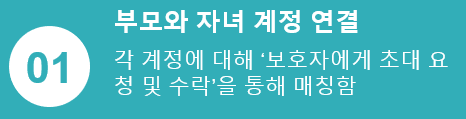 01
부모와 자녀 계정 연결
각 계정에 대해 ‘보호자에게 초대 요
청 및 수락’을 통해 매칭함